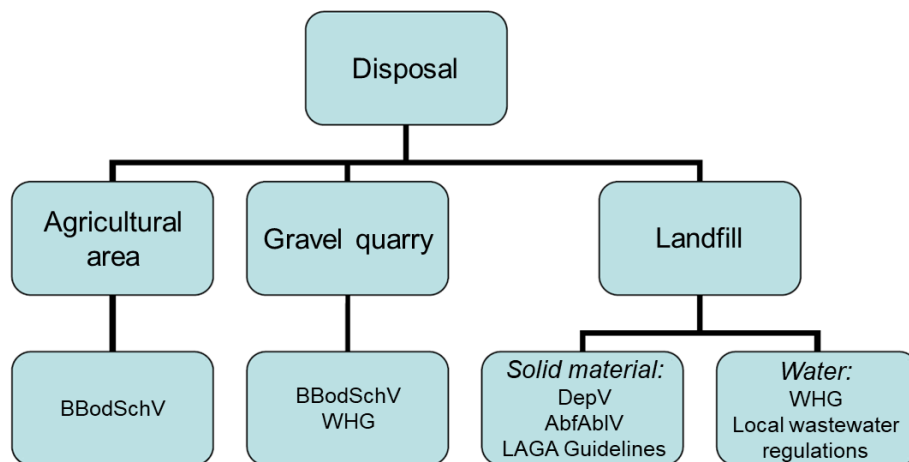 Disposal
Agricultural
area
Gravel quarry
Landfill
BBodSchV
BBodSchV
WHG
Solid material:
DepV
AbfAblV
LAGA Guidelines
Water:
WHG
Local wastewater
regulations